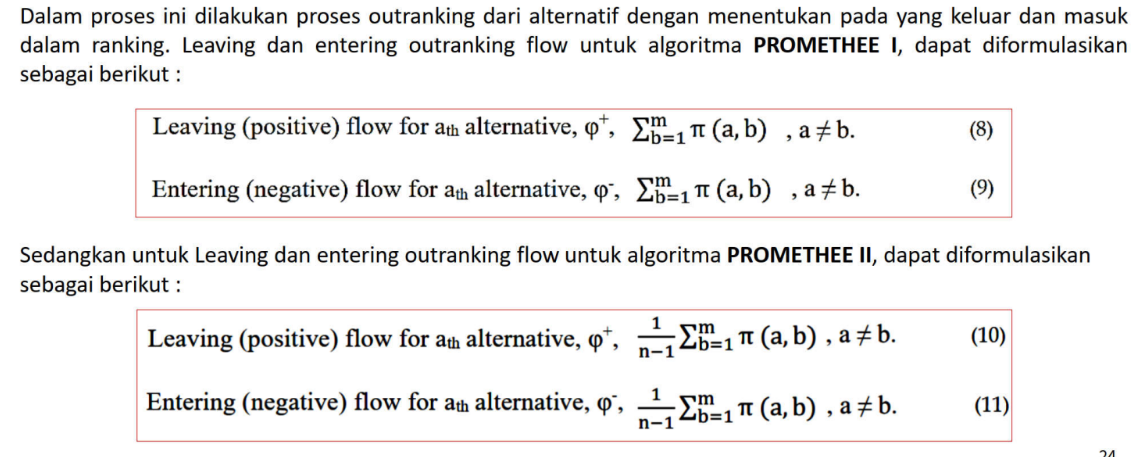 Dalam proses ini dilakukan proses outranking dari alternatif dengan menentukan pada yang keluar dan masuk
dalam ranking. Leaving dan entering outranking flow untuk algoritma PROMETHEE I, dapat diformulasikan
sebagai berikut :
Leaving (positive) flow for aₜₕ alternative, φ⁺, ∑ᵐb=1 π (a, b) , a ≠ b. (8)
Entering (negative) flow for aₜₕ alternative, φ⁻, ∑ᵐb=1 π (a, b) , a ≠ b. (9)
Sedangkan untuk Leaving dan entering outranking flow untuk algoritma PROMETHEE II, dapat diformulasikan
sebagai berikut :
Leaving (positive) flow for aₜₕ alternative, φ⁺, 1/(n−1) ∑ᵐb=1 π (a, b) , a ≠ b. (10)
Entering (negative) flow for aₜₕ alternative, φ⁻, 1/(n−1) ∑ᵐb=1 π (a, b) , a ≠ b. (11)